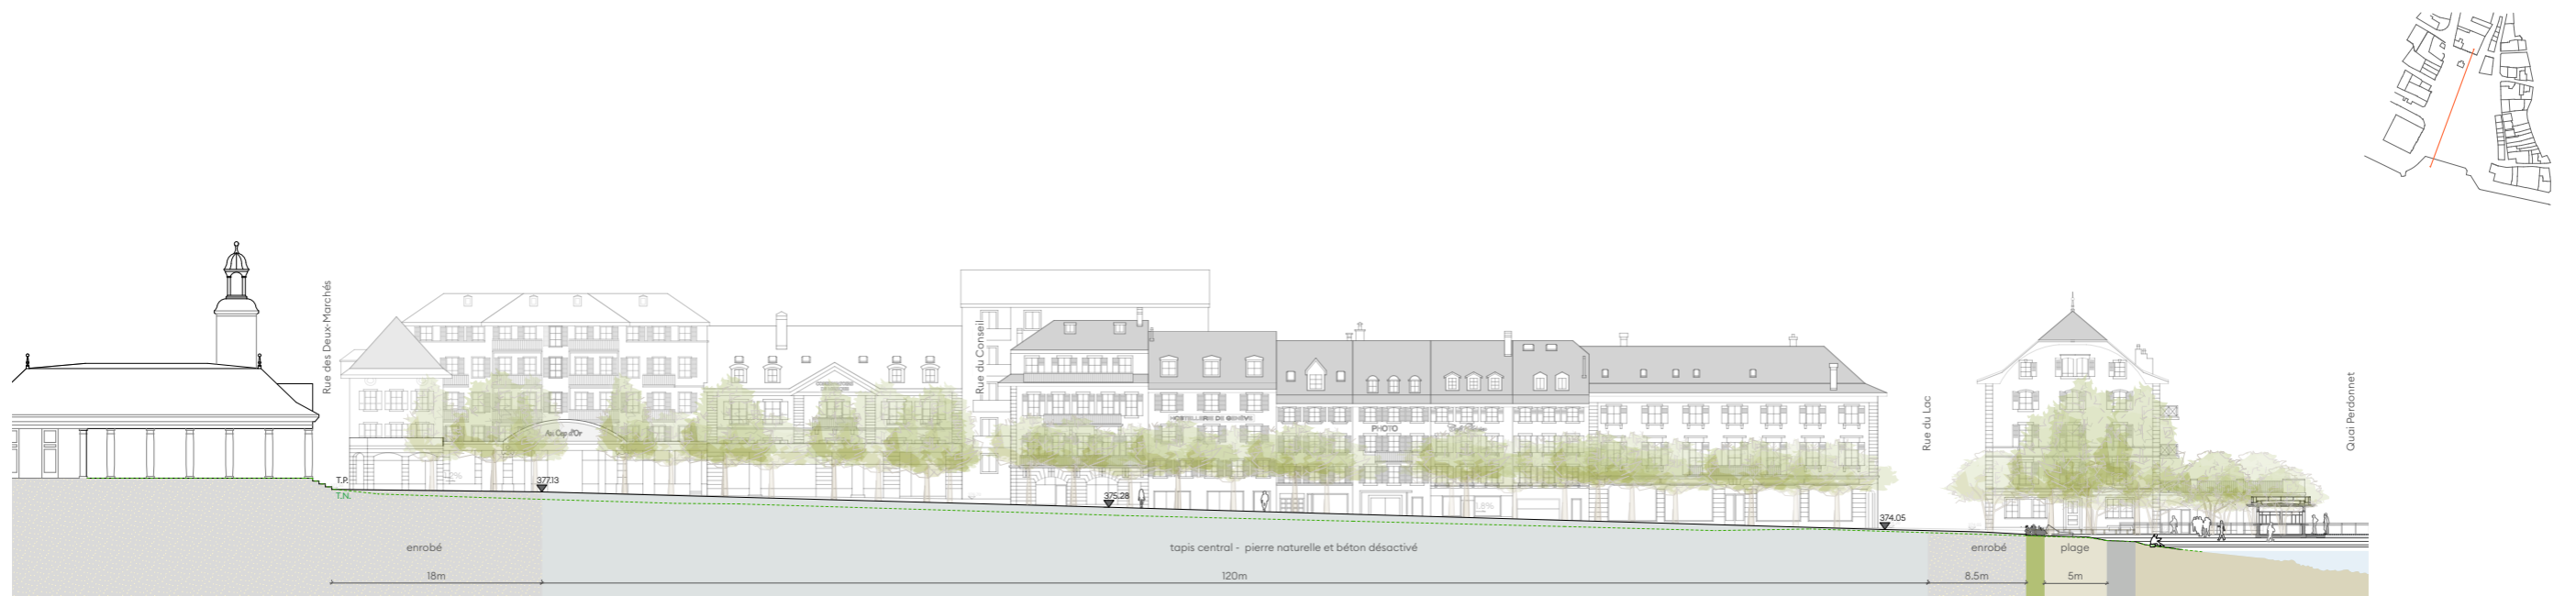 Rue des Deux-Marchés
Rue du Conseil
Rue du Lac
Quai Perdonnet
Au Cep d'Or
HOSTELLERIE DE GENÈVE
PHOTO
T.P.
T.N.
377.13
375.28
374.05
enrobé
tapis central - pierre naturelle et béton désactivé
enrobé
plage
18m
120m
8.5m
5m